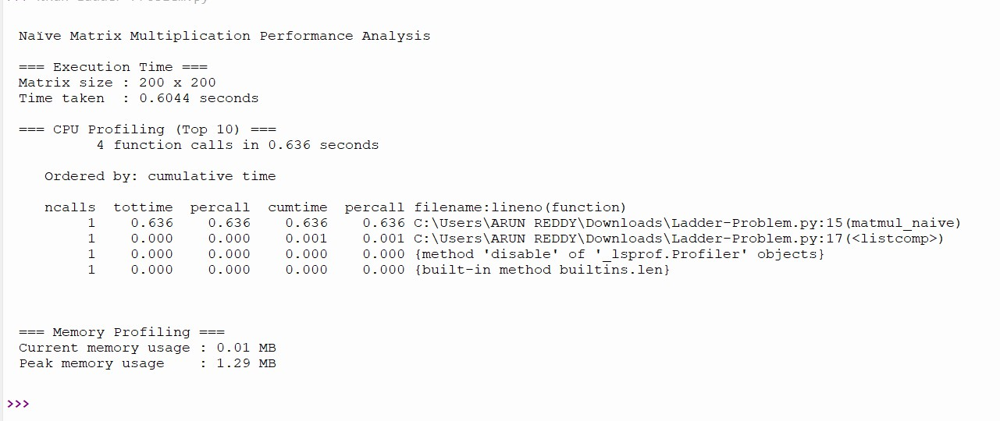 Naïve Matrix Multiplication Performance Analysis
=== Execution Time ===
Matrix size : 200 x 200
Time taken  : 0.6044 seconds
=== CPU Profiling (Top 10) ===
         4 function calls in 0.636 seconds
   Ordered by: cumulative time
   ncalls  tottime  percall  cumtime  percall filename:lineno(function)
        1    0.636    0.636    0.636    0.636 C:\Users\ARUN REDDY\Downloads\Ladder-Problem.py:15(matmul_naive)
        1    0.000    0.000    0.001    0.001 C:\Users\ARUN REDDY\Downloads\Ladder-Problem.py:17(<listcomp>)
        1    0.000    0.000    0.000    0.000 {method 'disable' of '_lsprof.Profiler' objects}
        1    0.000    0.000    0.000    0.000 {built-in method builtins.len}
=== Memory Profiling ===
Current memory usage : 0.01 MB
Peak memory usage    : 1.29 MB
>>>